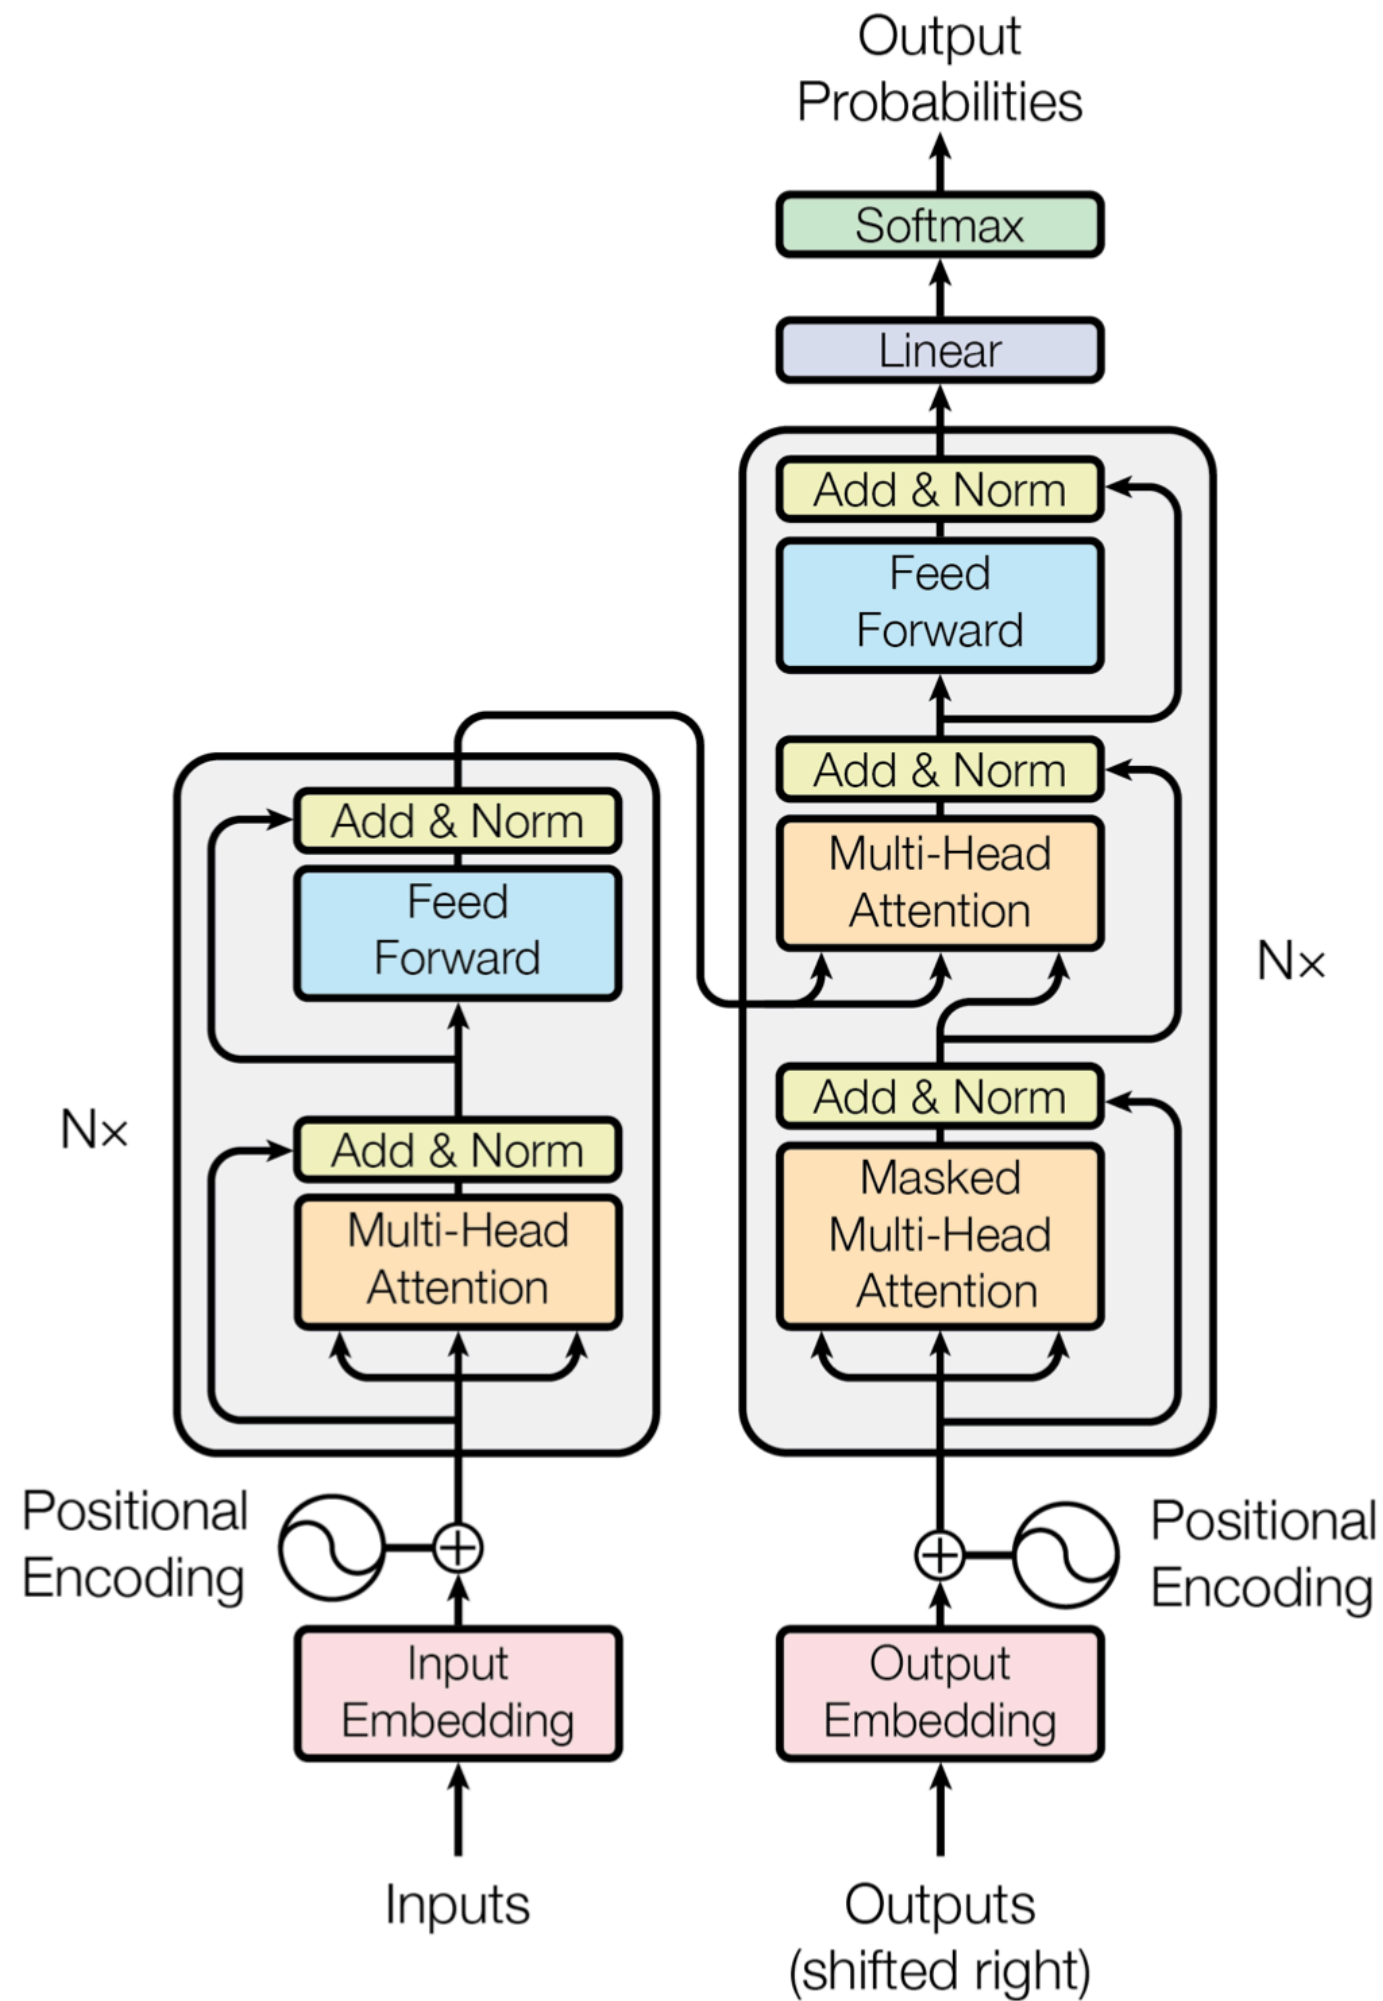 Output
Probabilities
Softmax
Linear
Add & Norm
Feed
Forward
Add & Norm
Multi-Head
Attention
Add & Norm
Masked
Multi-Head
Attention
N×
Positional
Encoding
Output
Embedding
Outputs
(shifted right)
Add & Norm
Feed
Forward
Add & Norm
Multi-Head
Attention
N×
Positional
Encoding
Input
Embedding
Inputs